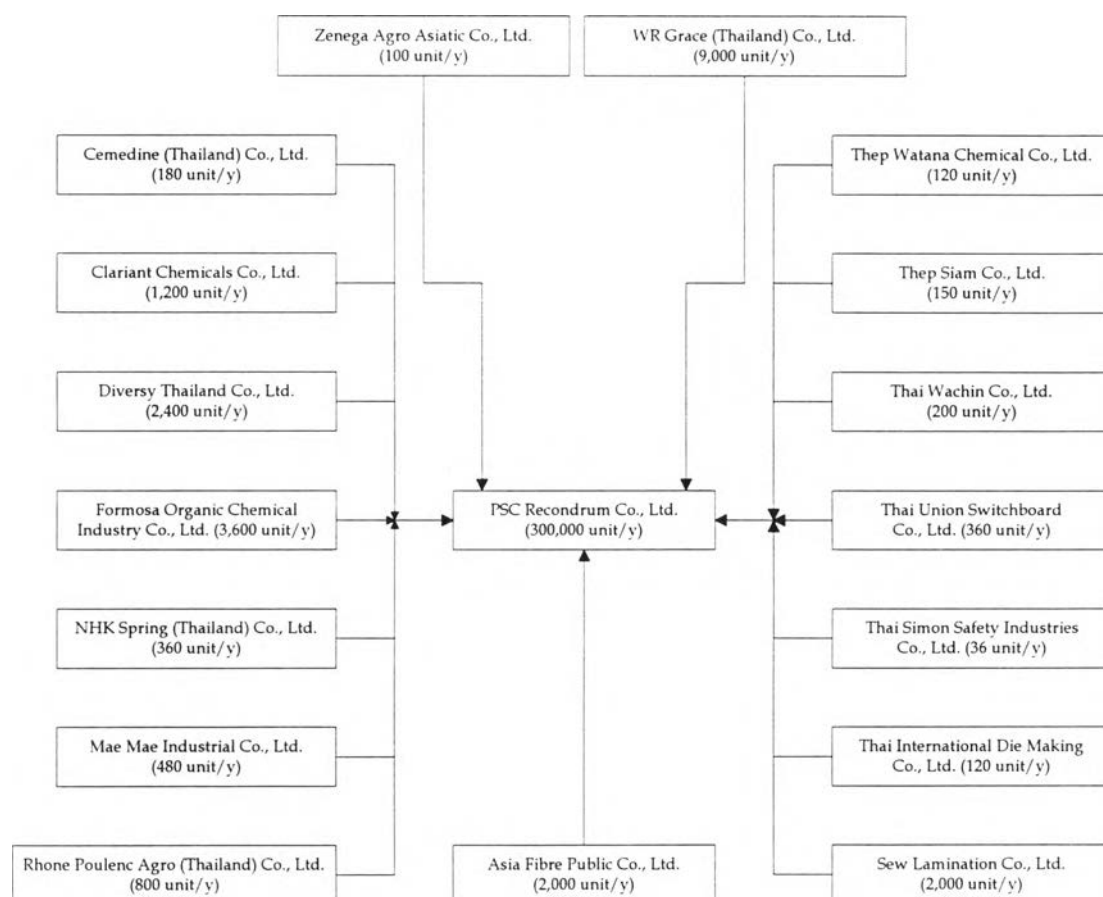 Zenega Agro Asiatic Co., Ltd.
(100 unit/y)
WR Grace (Thailand) Co., Ltd.
(9,000 unit/y)
Cemedine (Thailand) Co., Ltd.
(180 unit/y)
Thep Watana Chemical Co., Ltd.
(120 unit/y)
Clariant Chemicals Co., Ltd.
(1,200 unit/y)
Thep Siam Co., Ltd.
(150 unit/y)
Diversy Thailand Co., Ltd.
(2,400 unit/y)
Thai Wachin Co., Ltd.
(200 unit/y)
Formosa Organic Chemical
Industry Co., Ltd. (3,600 unit/y)
PSC Recondrum Co., Ltd.
(300,000 unit/y)
Thai Union Switchboard
Co., Ltd. (360 unit/y)
NHK Spring (Thailand) Co., Ltd.
(360 unit/y)
Thai Simon Safety Industries
Co., Ltd. (36 unit/y)
Mae Mae Industrial Co., Ltd.
(480 unit/y)
Thai International Die Making
Co., Ltd. (120 unit/y)
Rhone Poulenc Agro (Thailand) Co., Ltd.
(800 unit/y)
Asia Fibre Public Co., Ltd.
(2,000 unit/y)
Sew Lamination Co., Ltd.
(2,000 unit/y)